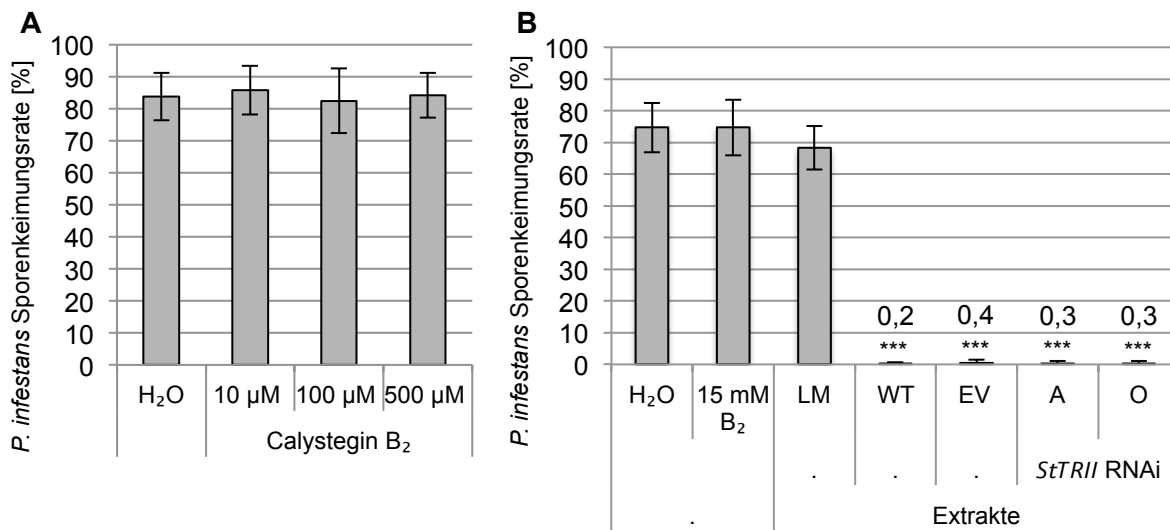 A
P. infestans Sporenkeimungsrate [%]
100
90
80
70
60
50
40
30
20
10
0
H₂O
10 µM
100 µM
500 µM
Calystegin B₂
B
P. infestans Sporenkeimungsrate [%]
100
90
80
70
60
50
40
30
20
10
0
0,2 0,4 0,3 0,3
*** *** *** ***
H₂O 15 mM LM WT EV A O
B₂
. . . StTRII RNAi
. Extrakte